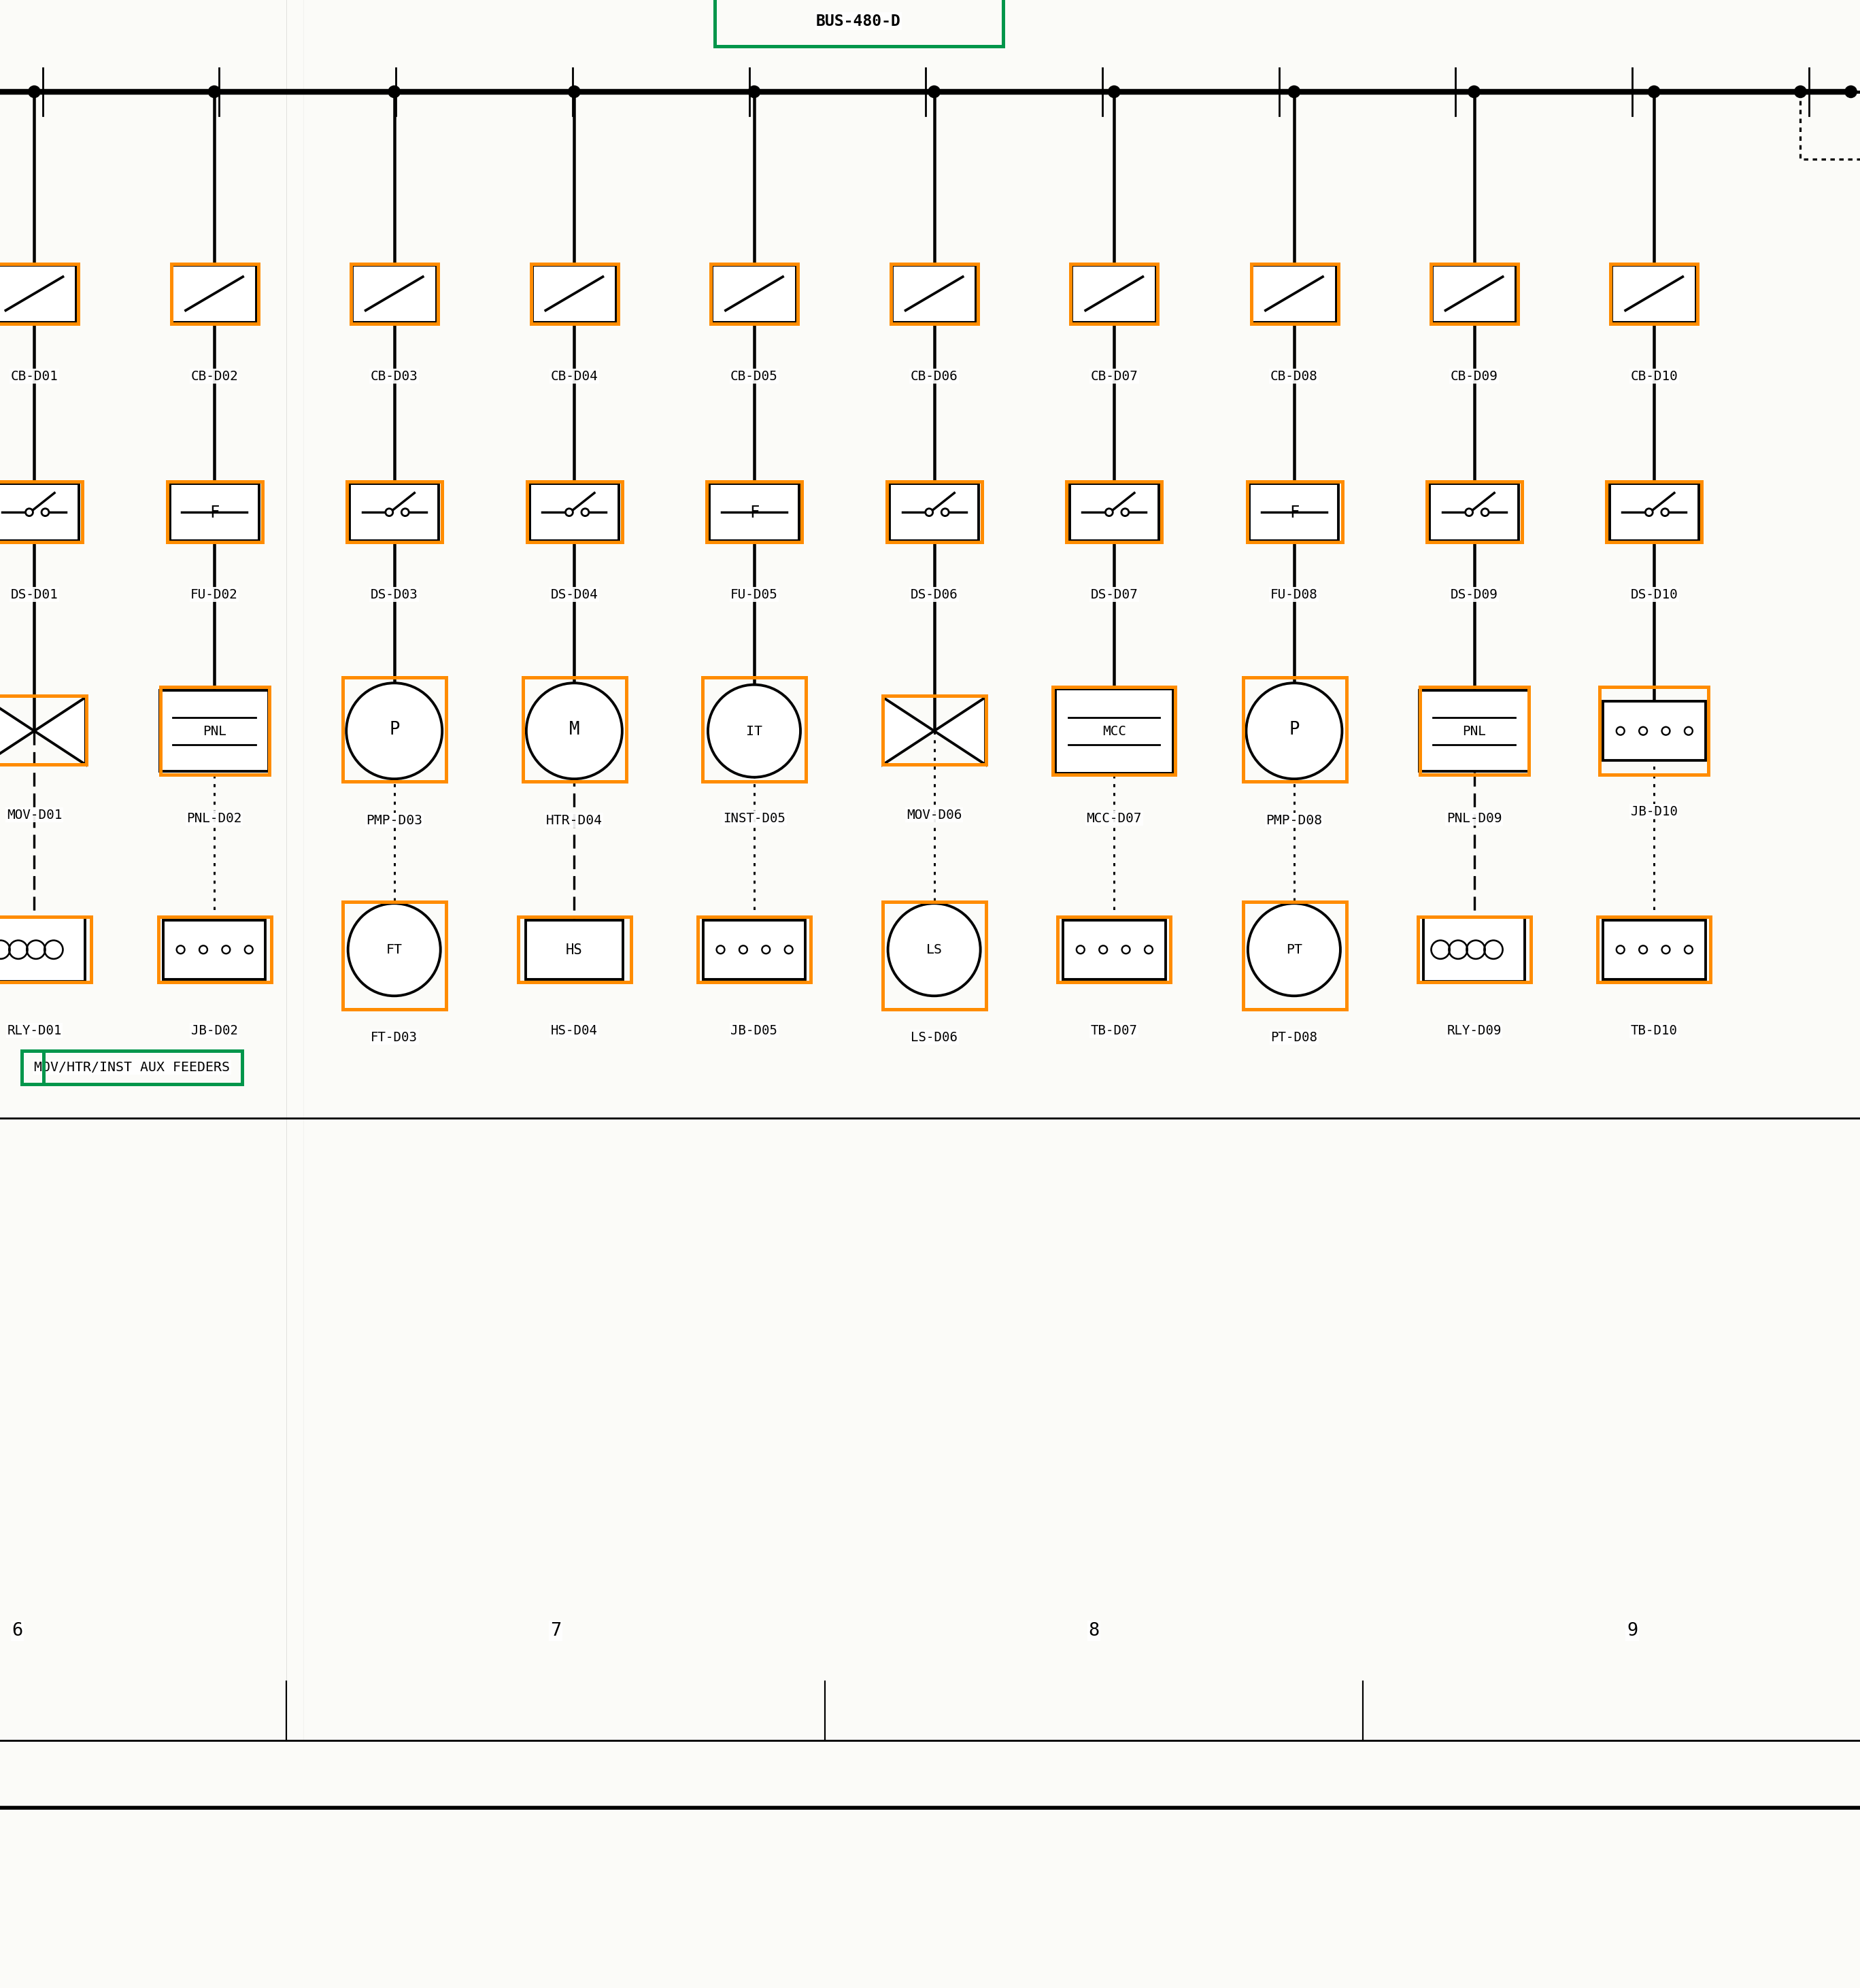 BUS-480-D
CB-D01 CB-D02 CB-D03 CB-D04 CB-D05 CB-D06 CB-D07 CB-D08 CB-D09 CB-D10
F F F
DS-D01 FU-D02 DS-D03 DS-D04 FU-D05 DS-D06 DS-D07 FU-D08 DS-D09 DS-D10
PNL P M IT MCC P PNL
MOV-D01 PNL-D02 PMP-D03 HTR-D04 INST-D05 MOV-D06 MCC-D07 PMP-D08 PNL-D09 JB-D10
FT HS LS PT
RLY-D01 JB-D02 FT-D03 HS-D04 JB-D05 LS-D06 TB-D07 PT-D08 RLY-D09 TB-D10
MOV/HTR/INST AUX FEEDERS
6 7 8 9